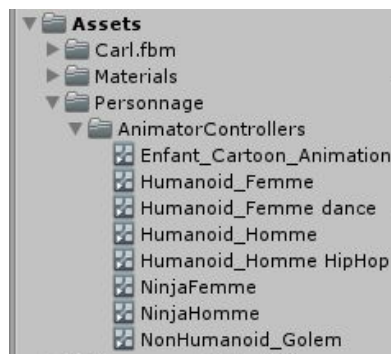 Assets
Carl.fbm
Materials
Personnage
AnimatorControllers
Enfant_Cartoon_Animation
Humanoid_Femme
Humanoid_Femme dance
Humanoid_Homme
Humanoid_Homme HipHop
NinjaFemme
NinjaHomme
NonHumanoid_Golem